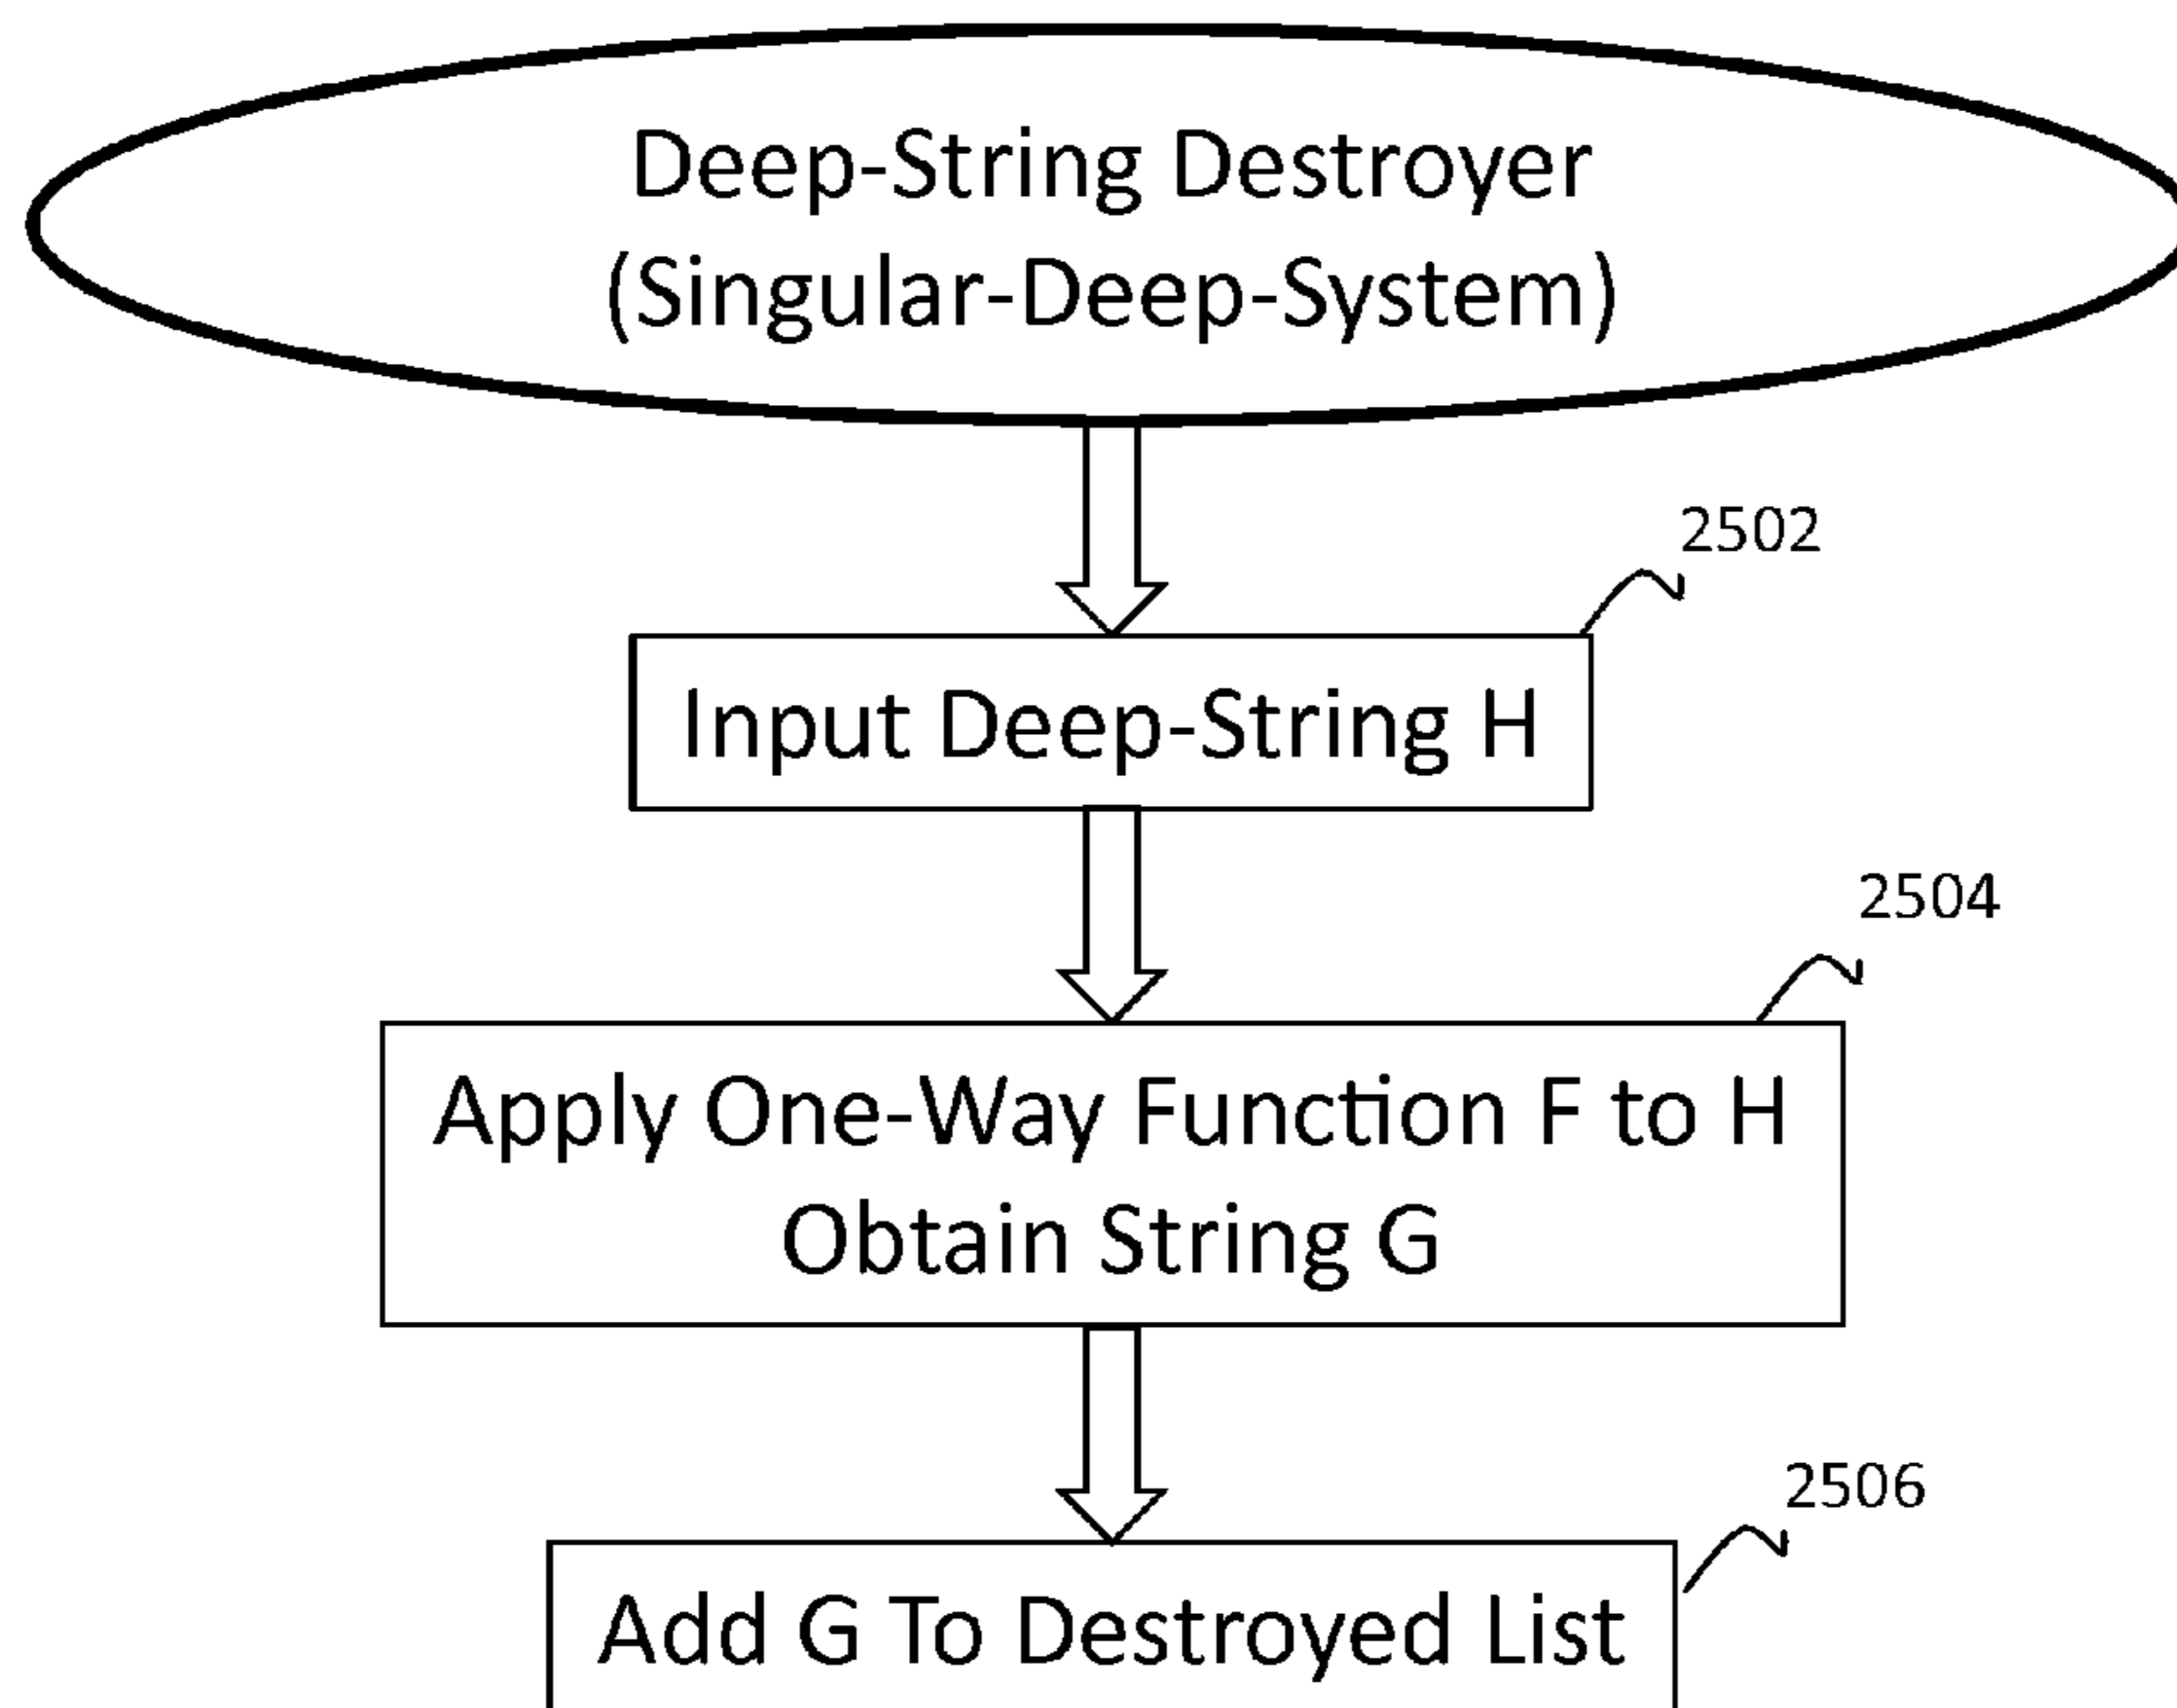 Deep-String Destroyer
(Singular-Deep-System)
2502
Input Deep-String H
2504
Apply One-Way Function F to H
Obtain String G
2506
Add G To Destroyed List